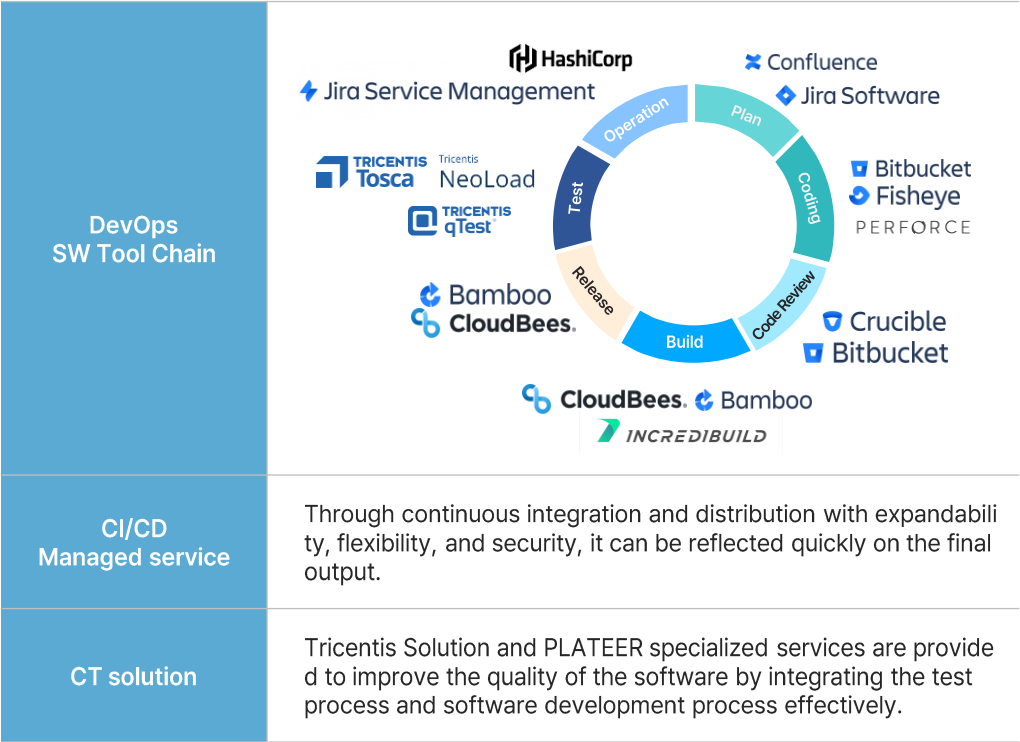 DevOps
SW Tool Chain
HashiCorp
Jira Service Management
Confluence
Jira Software
Operation
Plan
Coding
Code Review
Build
Release
Test
TRICENTIS
Tosca
Tricentis
NeoLoad
TRICENTIS
qTest
Bitbucket
Fisheye
PERFORCE
Bamboo
CloudBees.
Crucible
Bitbucket
CloudBees.
Bamboo
INCREDIBUILD
CI/CD
Managed service
Through continuous integration and distribution with expandabili
ty, flexibility, and security, it can be reflected quickly on the final
output.
CT solution
Tricentis Solution and PLATEER specialized services are provide
d to improve the quality of the software by integrating the test
process and software development process effectively.